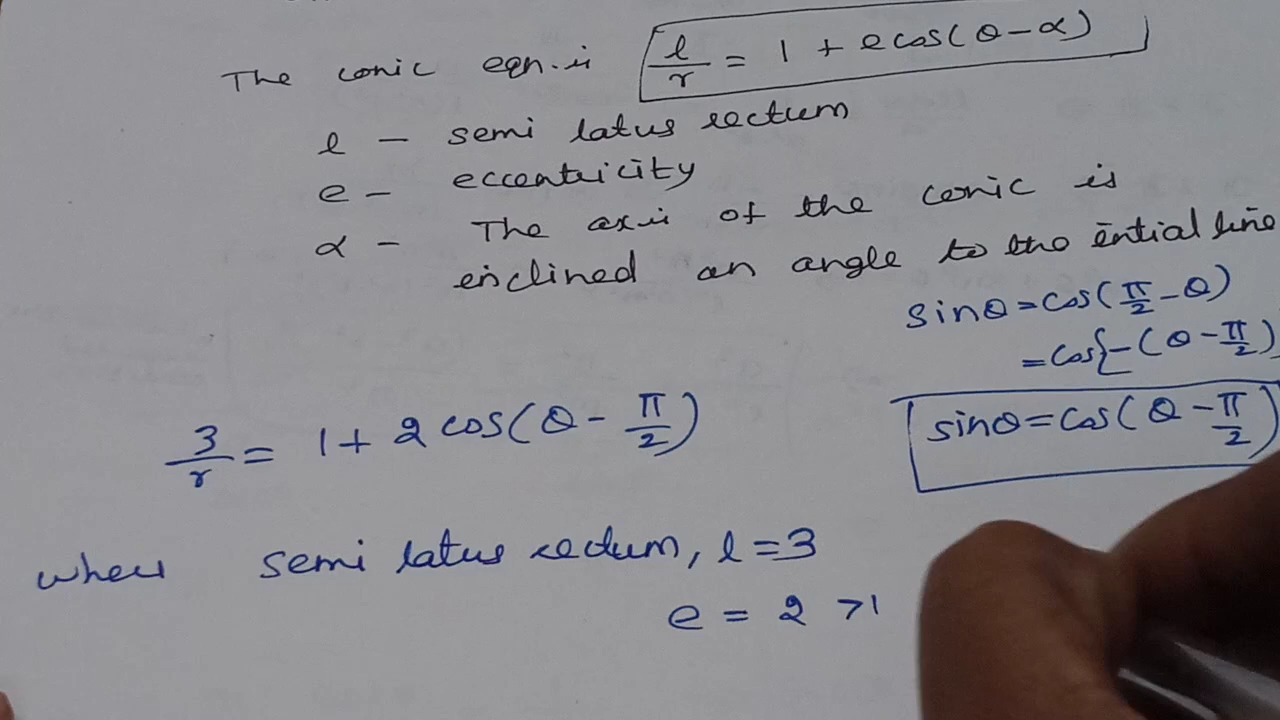 The conic eqn. is l/r = 1 + e cos(θ - α)
l - semi latus rectum
e - eccentricity
α - The axis of the conic is
inclined an angle to the initial line
sinθ = cos(π/2 - θ)
= cos{-(θ - π/2)
sinθ = cos(θ - π/2)
3/r = 1 + 2 cos(θ - π/2)
where semi latus rectum, l = 3
e = 2 >1